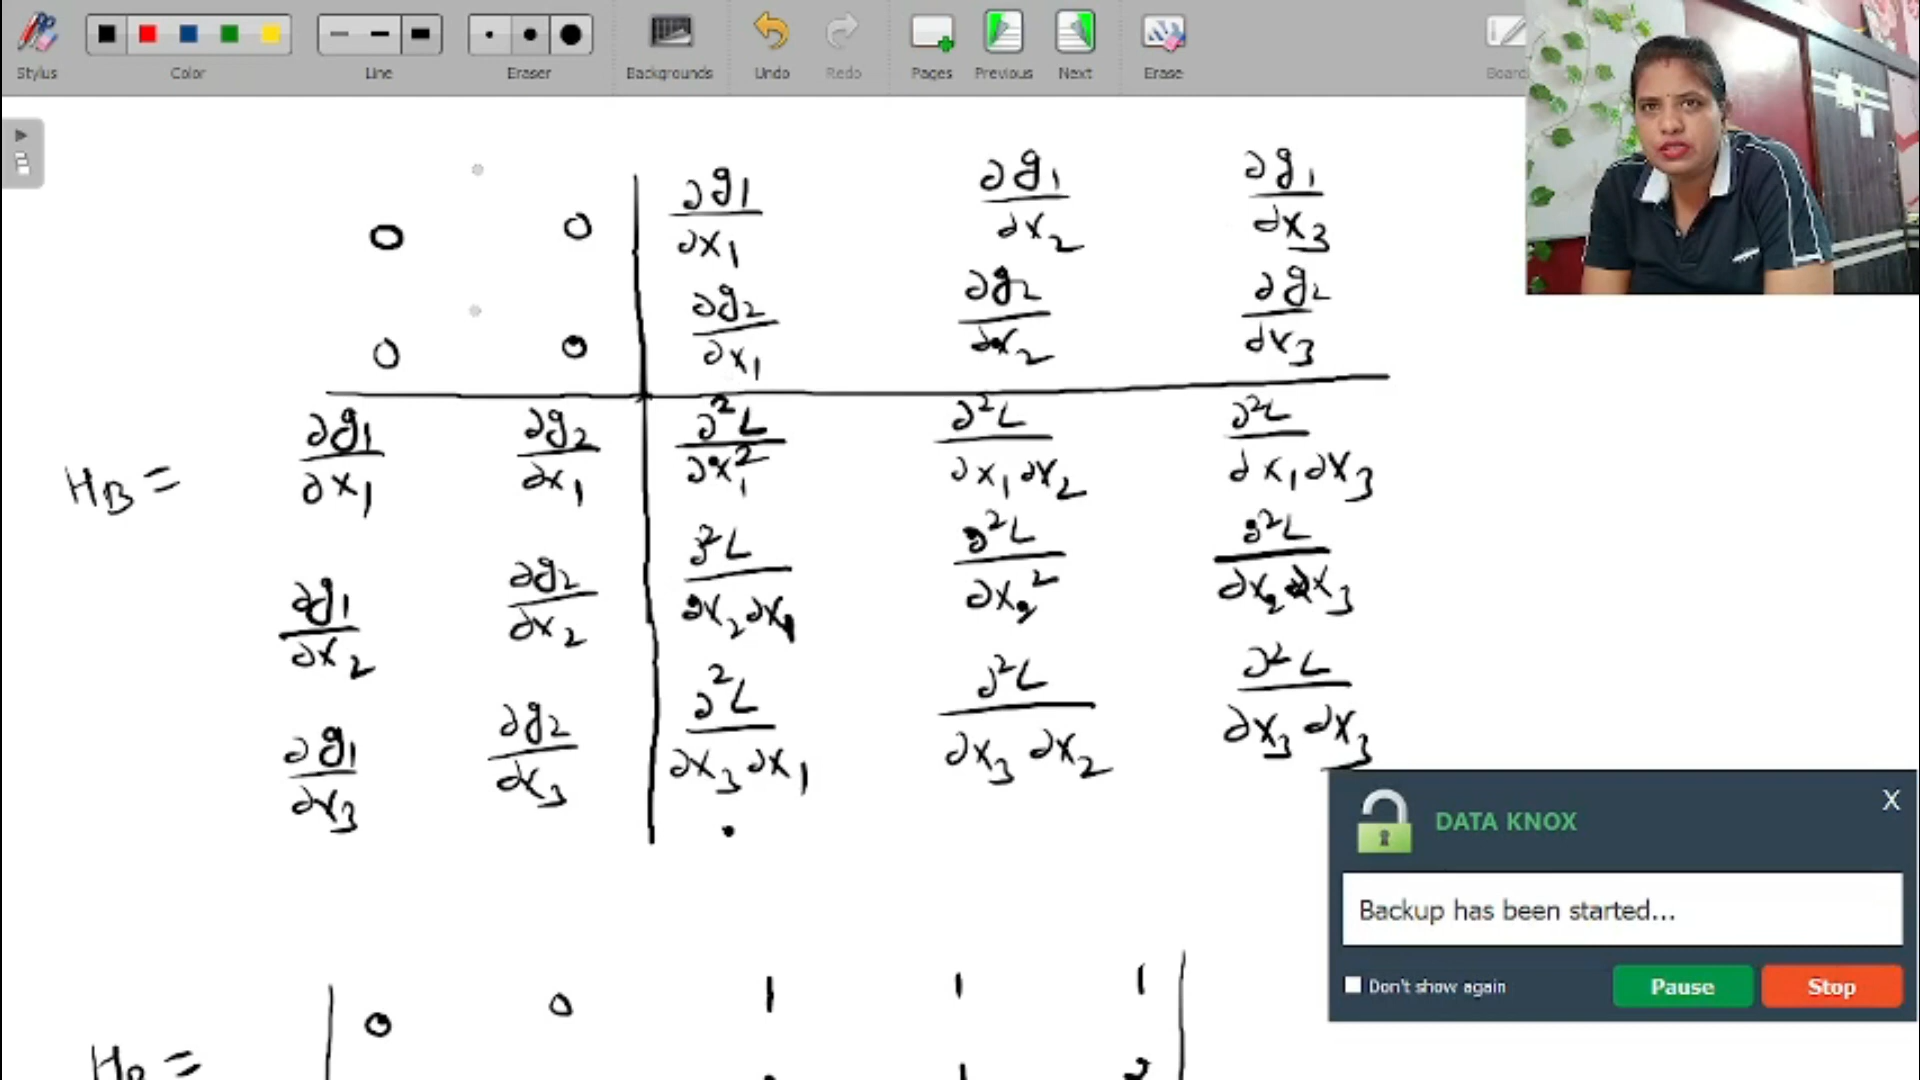 Stylus Color Line Eraser Backgrounds Undo Redo Pages Previous Next Erase Board
0 0 ∂g₁/∂x₁ ∂g₁/∂x₂ ∂g₁/∂x₃
0 0 ∂g₂/∂x₁ ∂g₂/∂x₂ ∂g₂/∂x₃
H_B = ∂g₁/∂x₁ ∂g₂/∂x₁ ∂²L/∂x₁² ∂²L/∂x₁∂x₂ ∂²L/∂x₁∂x₃
∂g₁/∂x₂ ∂g₂/∂x₂ ∂²L/∂x₂∂x₁ ∂²L/∂x₂² ∂²L/∂x₂∂x₃
∂g₁/∂x₃ ∂g₂/∂x₃ ∂²L/∂x₃∂x₁ ∂²L/∂x₃∂x₂ ∂²L/∂x₃∂x₃
DATA KNOX X
Backup has been started...
Don't show again Pause Stop
0 0 1 1 1
H_B =